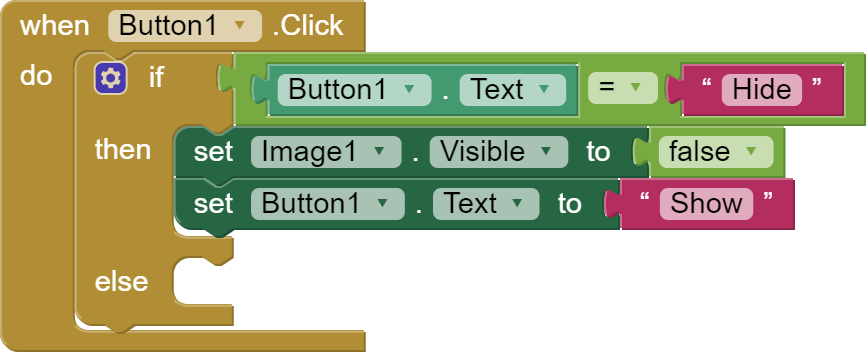 when Button1 .Click
do if Button1 . Text = “ Hide ”
then set Image1 . Visible to false
set Button1 . Text to “ Show ”
else